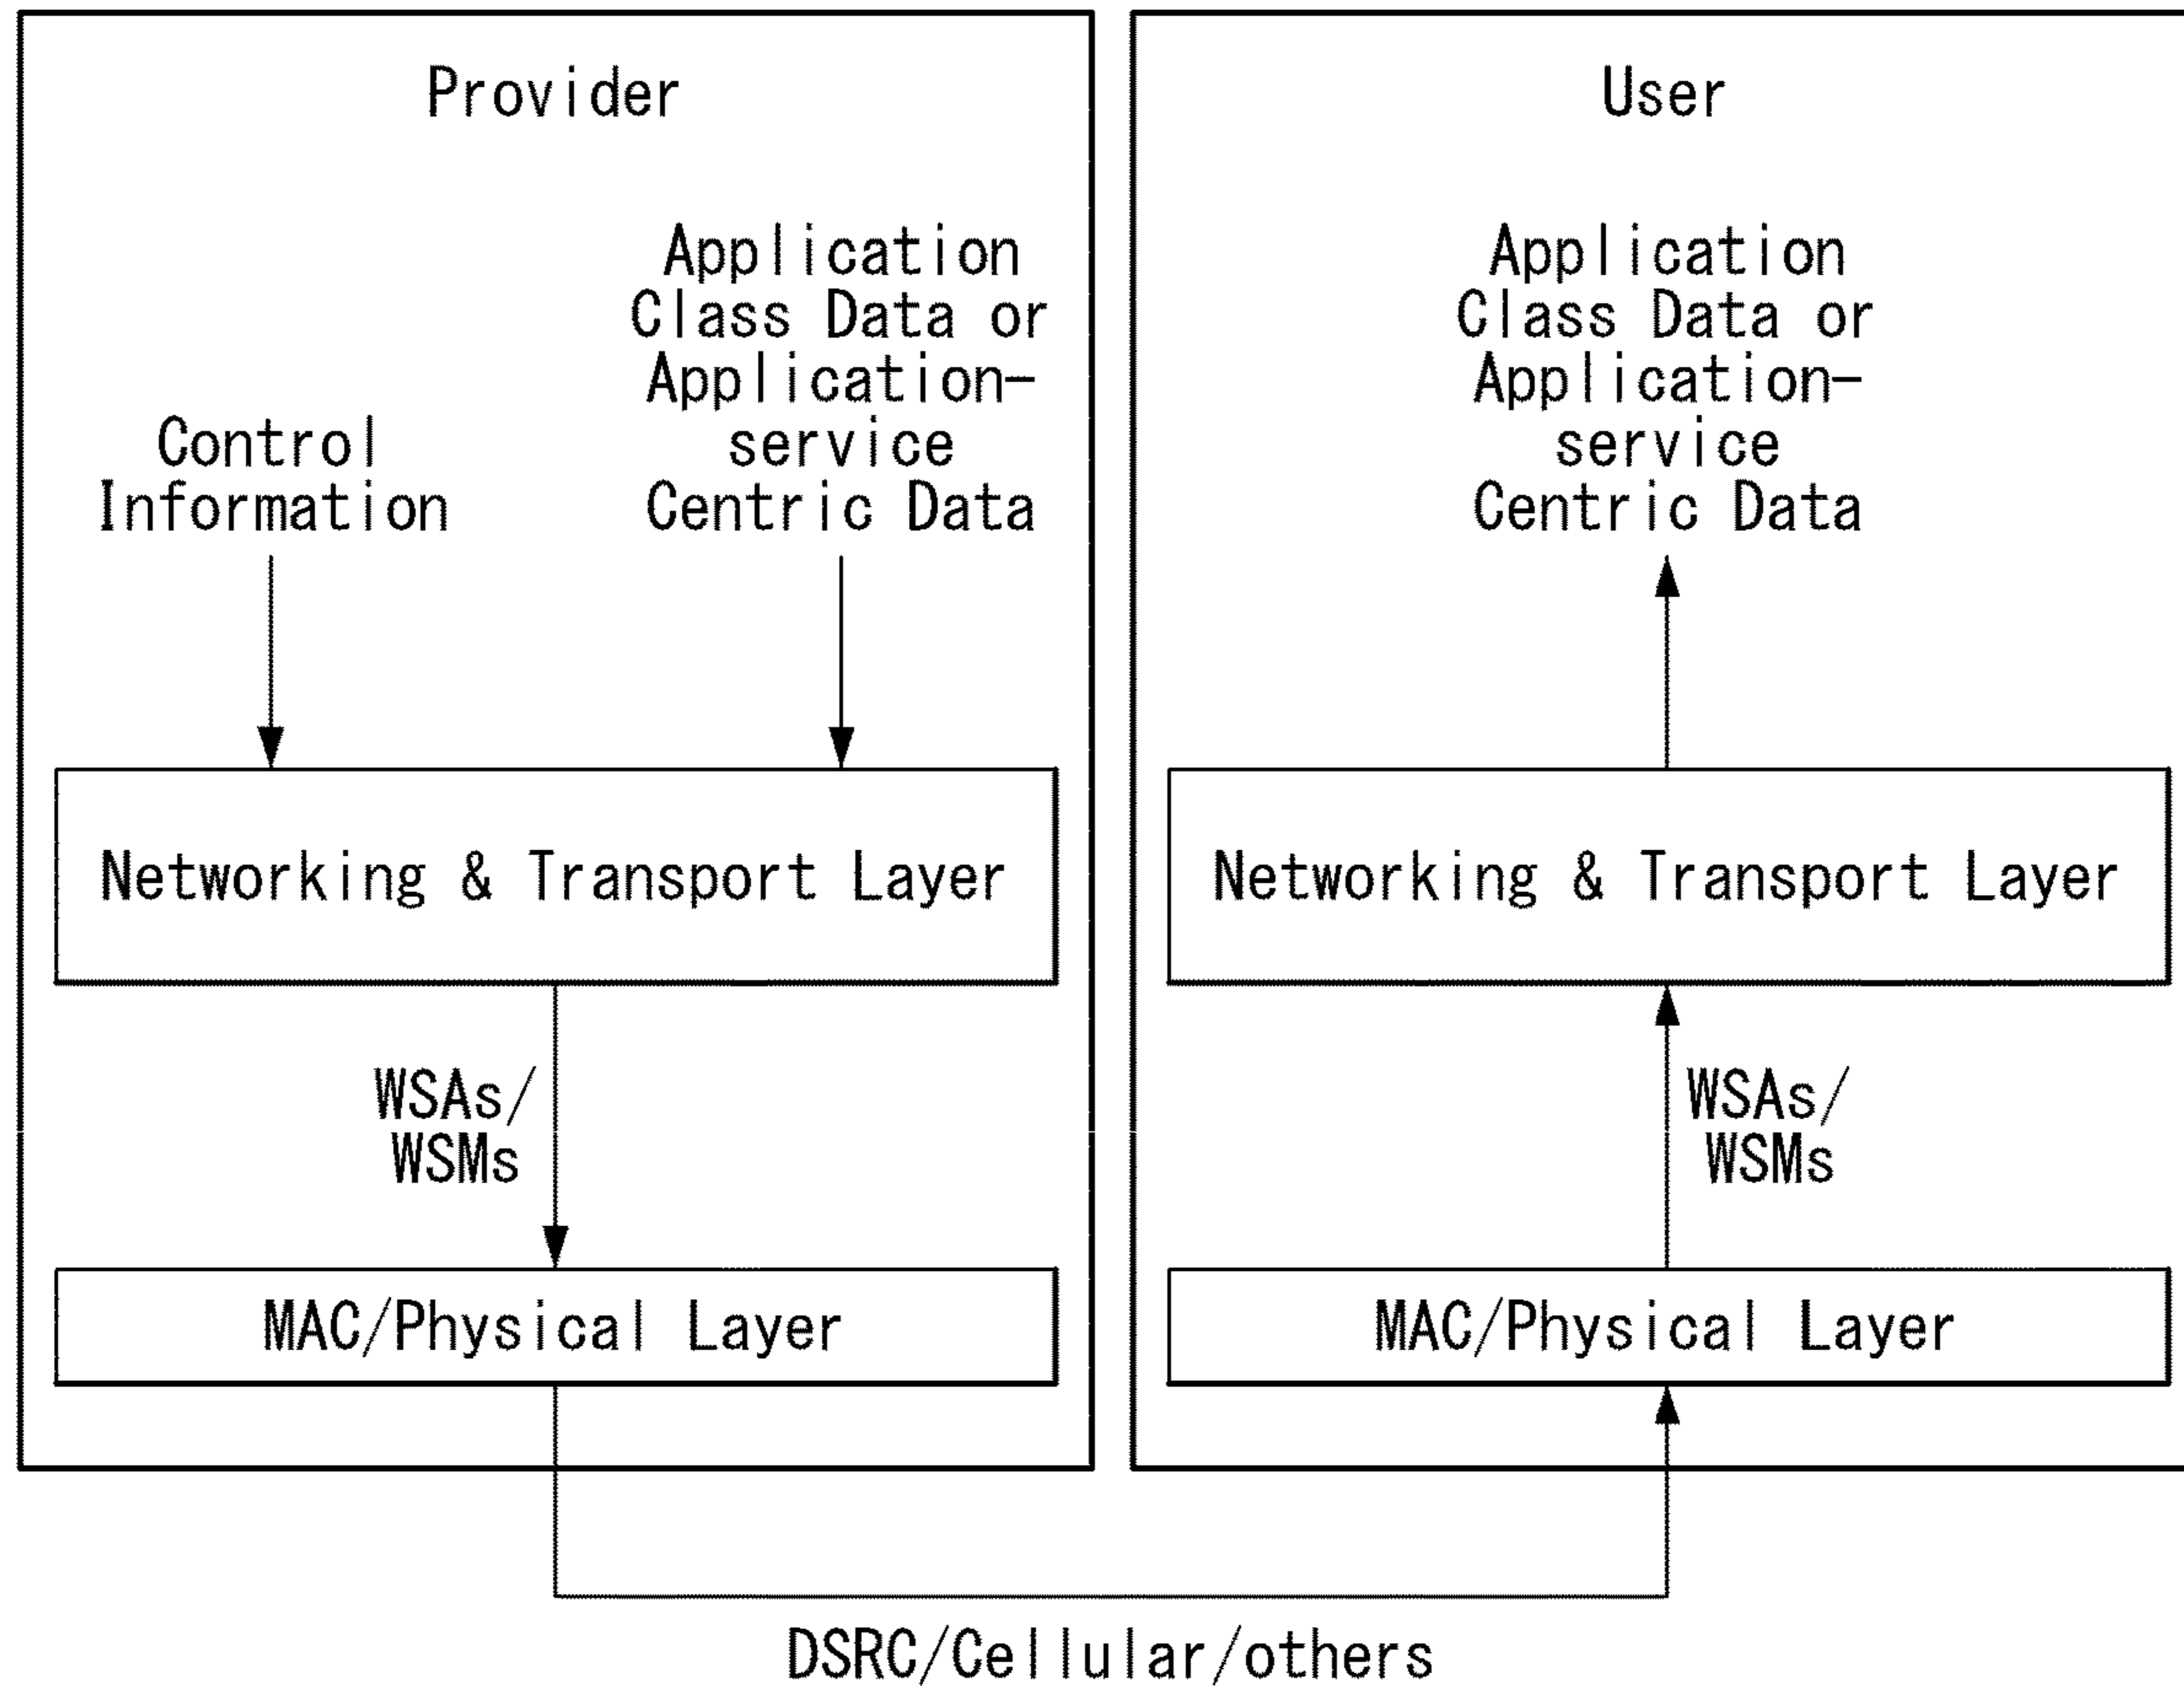 Provider
Control
Information
Application
Class Data or
Application-
service
Centric Data
Networking & Transport Layer
WSAs/
WSMs
MAC/Physical Layer
User
Application
Class Data or
Application-
service
Centric Data
Networking & Transport Layer
WSAs/
WSMs
MAC/Physical Layer
DSRC/Cellular/others